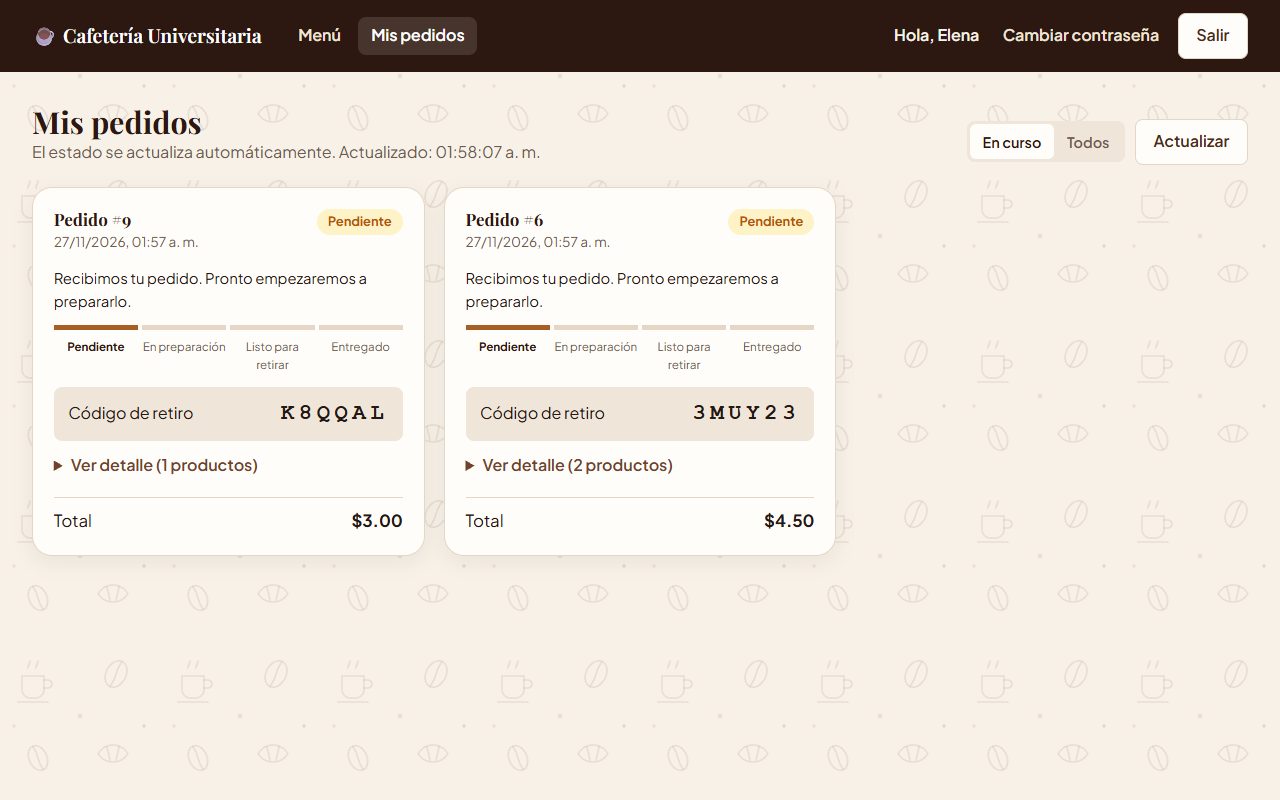 Cafetería Universitaria
Menú
Mis pedidos
Hola, Elena
Cambiar contraseña
Salir
Mis pedidos
El estado se actualiza automáticamente. Actualizado: 01:58:07 a. m.
En curso
Todos
Actualizar
Pedido #9
Pendiente
27/11/2026, 01:57 a. m.
Recibimos tu pedido. Pronto empezaremos a
prepararlo.
Pendiente
En preparación
Listo para
retirar
Entregado
Código de retiro
K8QQAL
Ver detalle (1 productos)
Total
$3.00
Pedido #6
Pendiente
27/11/2026, 01:57 a. m.
Recibimos tu pedido. Pronto empezaremos a
prepararlo.
Pendiente
En preparación
Listo para
retirar
Entregado
Código de retiro
3MUY23
Ver detalle (2 productos)
Total
$4.50